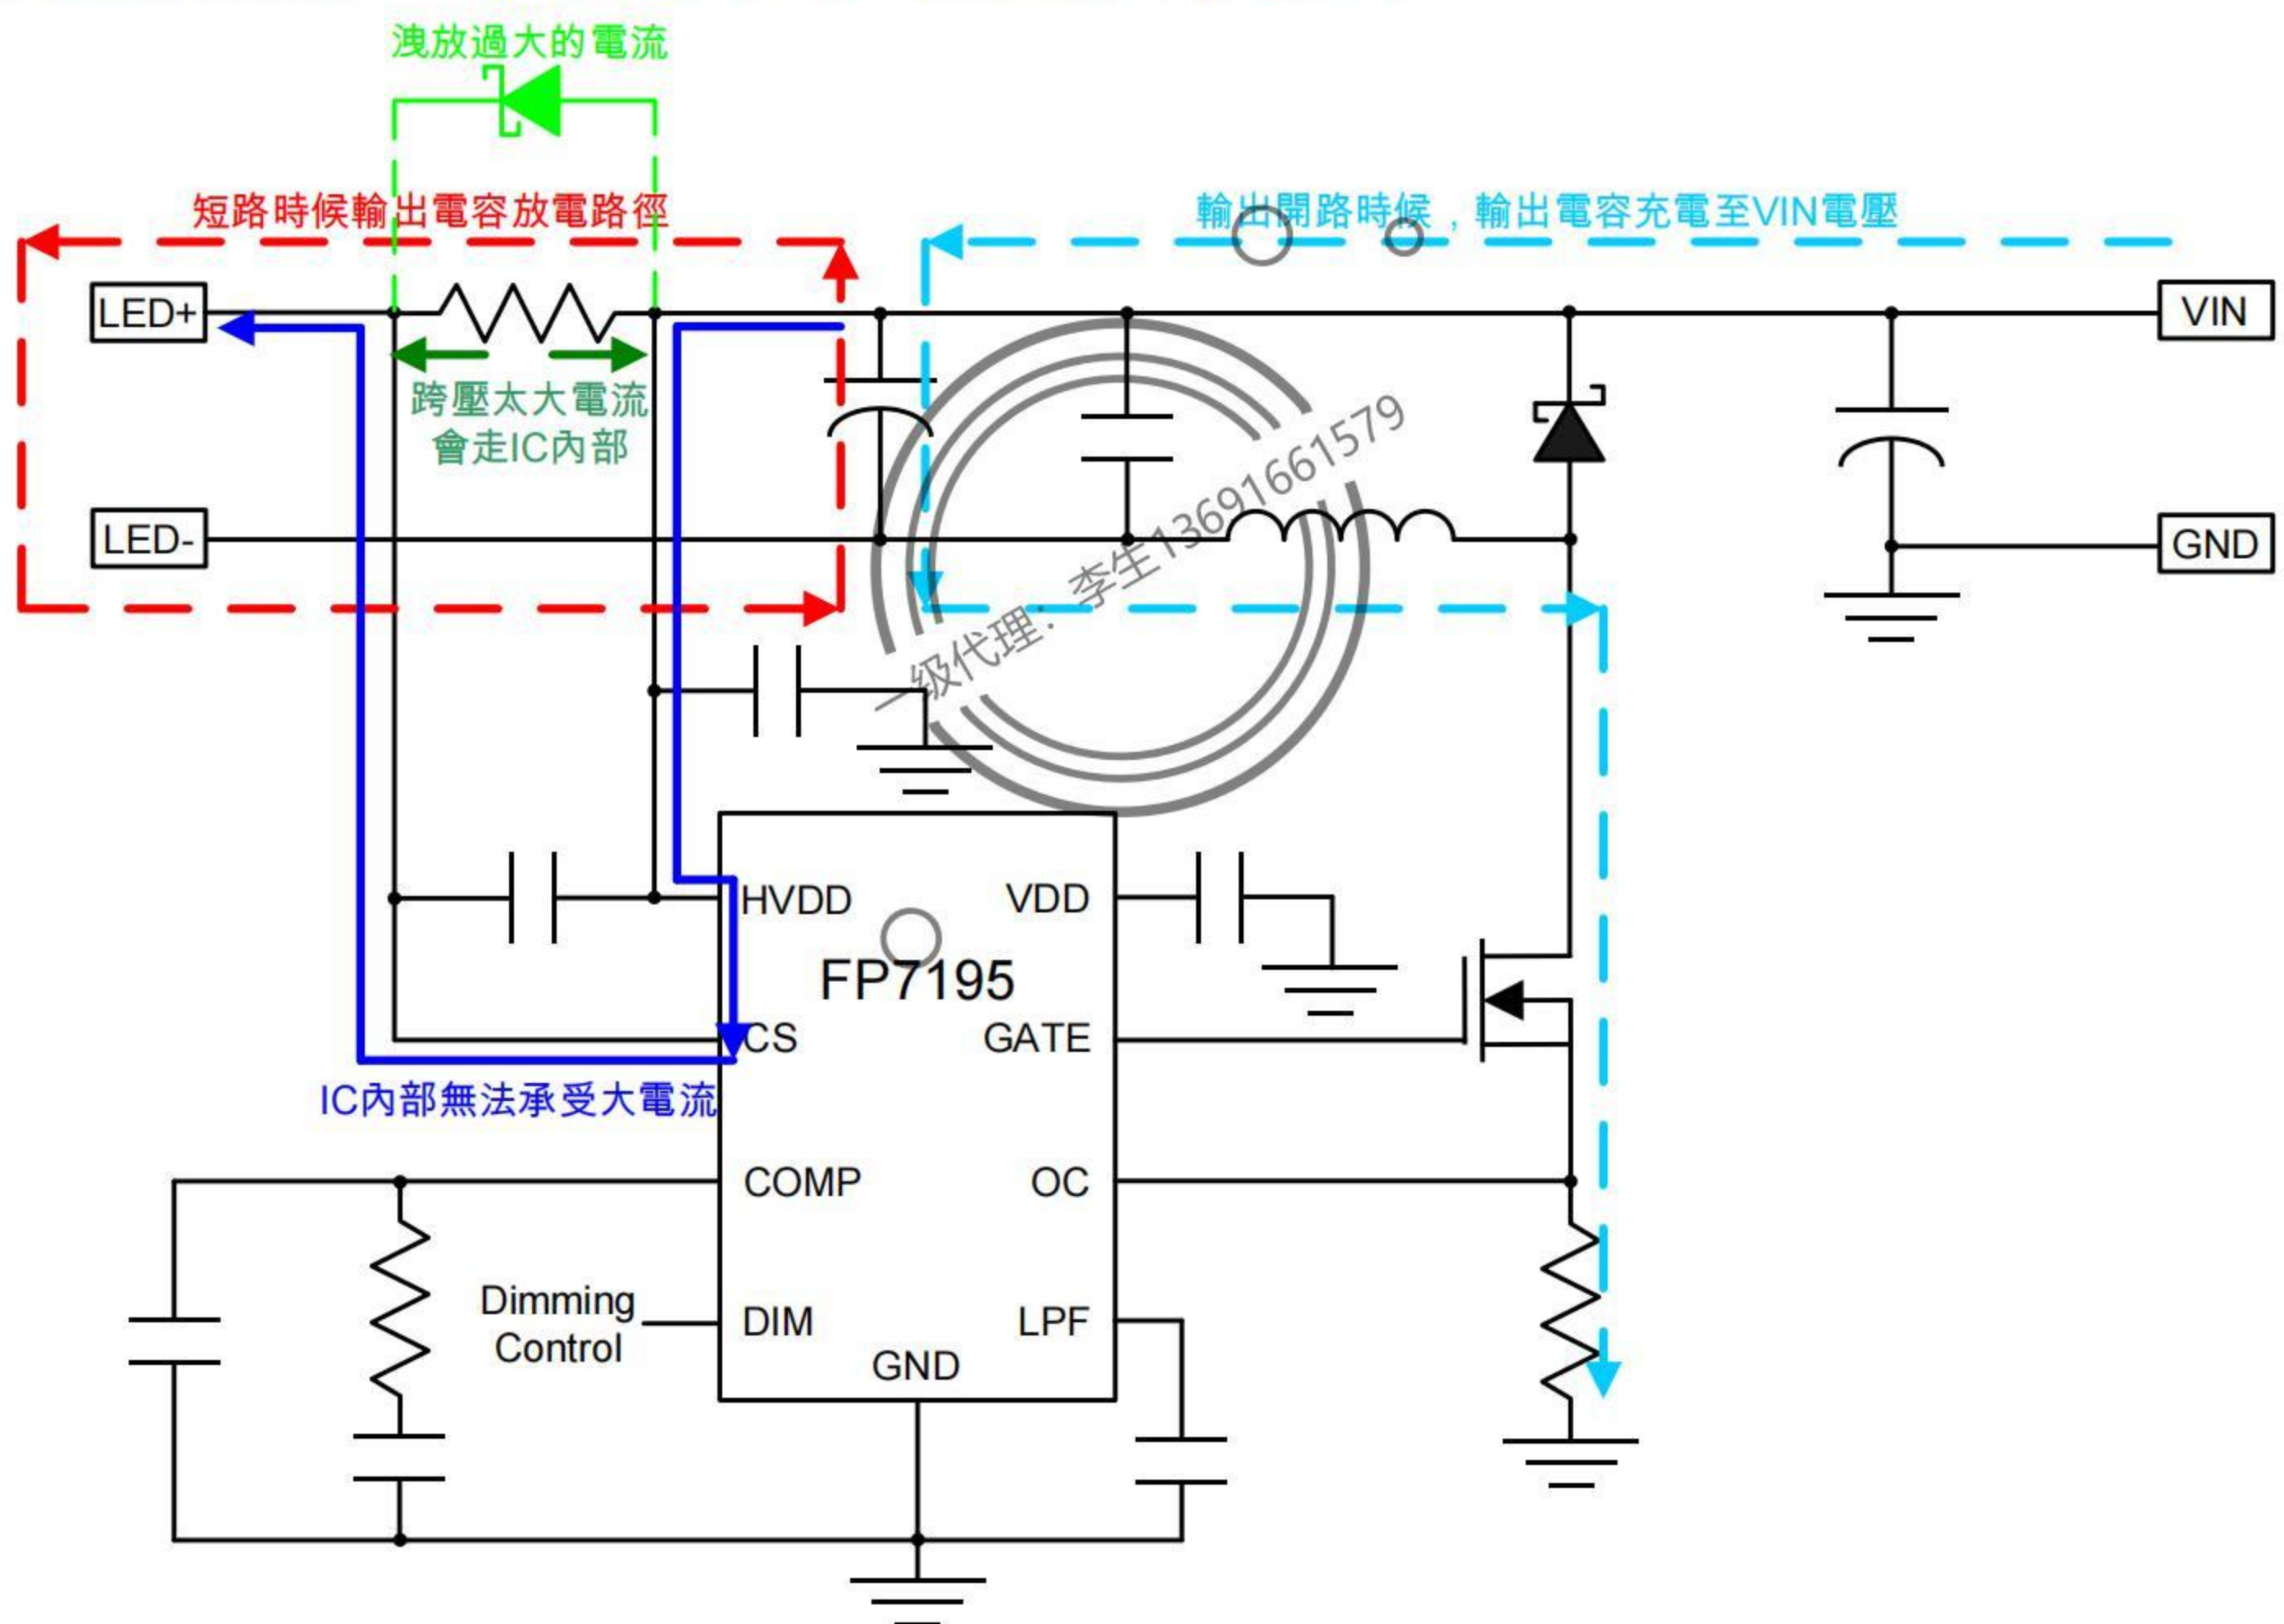 洩放過大的電流
短路時候輸出電容放電路徑
輸出開路時候，輸出電容充電至VIN電壓
LED+
VIN
跨壓太大電流
會走IC內部
LED-
GND
一级代理：李生13691661579
HVDD
VDD
FP7195
CS
GATE
IC內部無法承受大電流
COMP
OC
Dimming
Control
DIM
LPF
GND